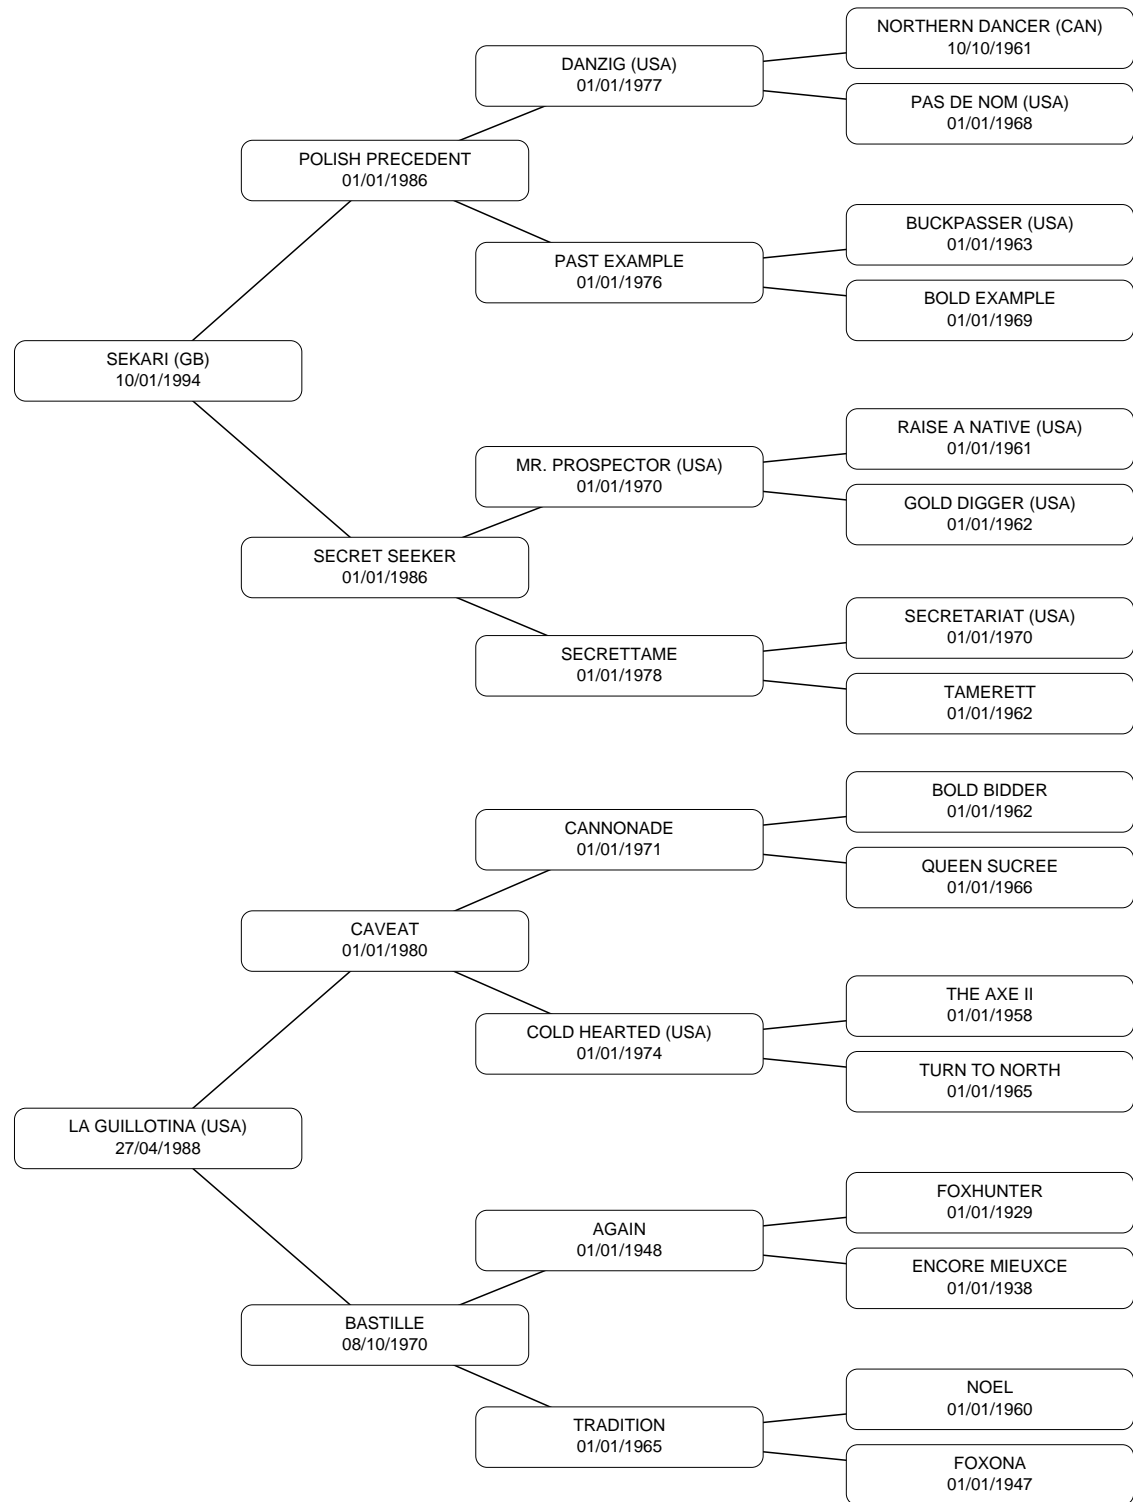 NORTHERN DANCER (CAN)
10/10/1961
DANZIG (USA)
01/01/1977
PAS DE NOM (USA)
01/01/1968
POLISH PRECEDENT
01/01/1986
BUCKPASSER (USA)
01/01/1963
PAST EXAMPLE
01/01/1976
BOLD EXAMPLE
01/01/1969
SEKARI (GB)
10/01/1994
RAISE A NATIVE (USA)
01/01/1961
MR. PROSPECTOR (USA)
01/01/1970
GOLD DIGGER (USA)
01/01/1962
SECRET SEEKER
01/01/1986
SECRETARIAT (USA)
01/01/1970
SECRETTAME
01/01/1978
TAMERETT
01/01/1962
BOLD BIDDER
01/01/1962
CANNONADE
01/01/1971
QUEEN SUCREE
01/01/1966
CAVEAT
01/01/1980
THE AXE II
01/01/1958
COLD HEARTED (USA)
01/01/1974
TURN TO NORTH
01/01/1965
LA GUILLOTINA (USA)
27/04/1988
FOXHUNTER
01/01/1929
AGAIN
01/01/1948
ENCORE MIEUXCE
01/01/1938
BASTILLE
08/10/1970
NOEL
01/01/1960
TRADITION
01/01/1965
FOXONA
01/01/1947